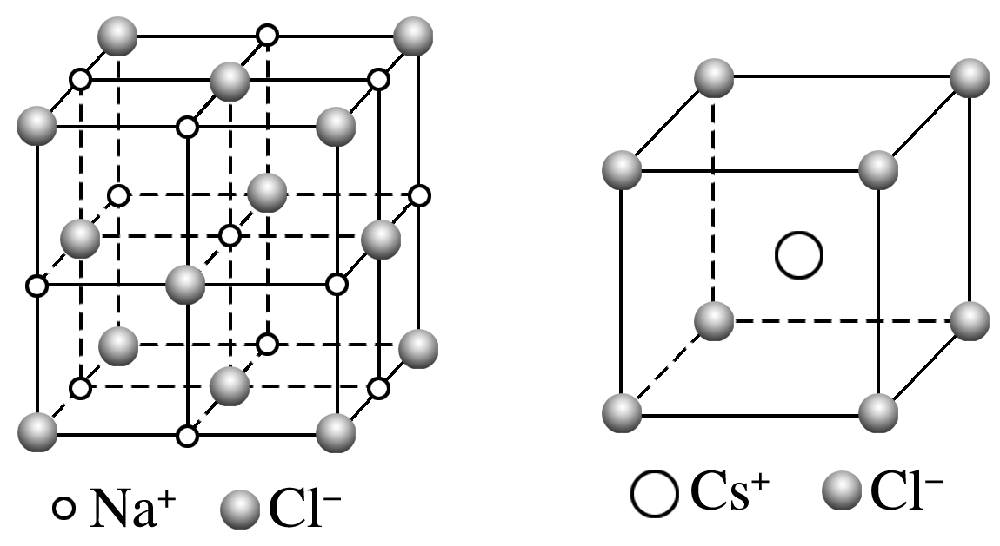 Na⁺ Cl⁻ Cs⁺ Cl⁻